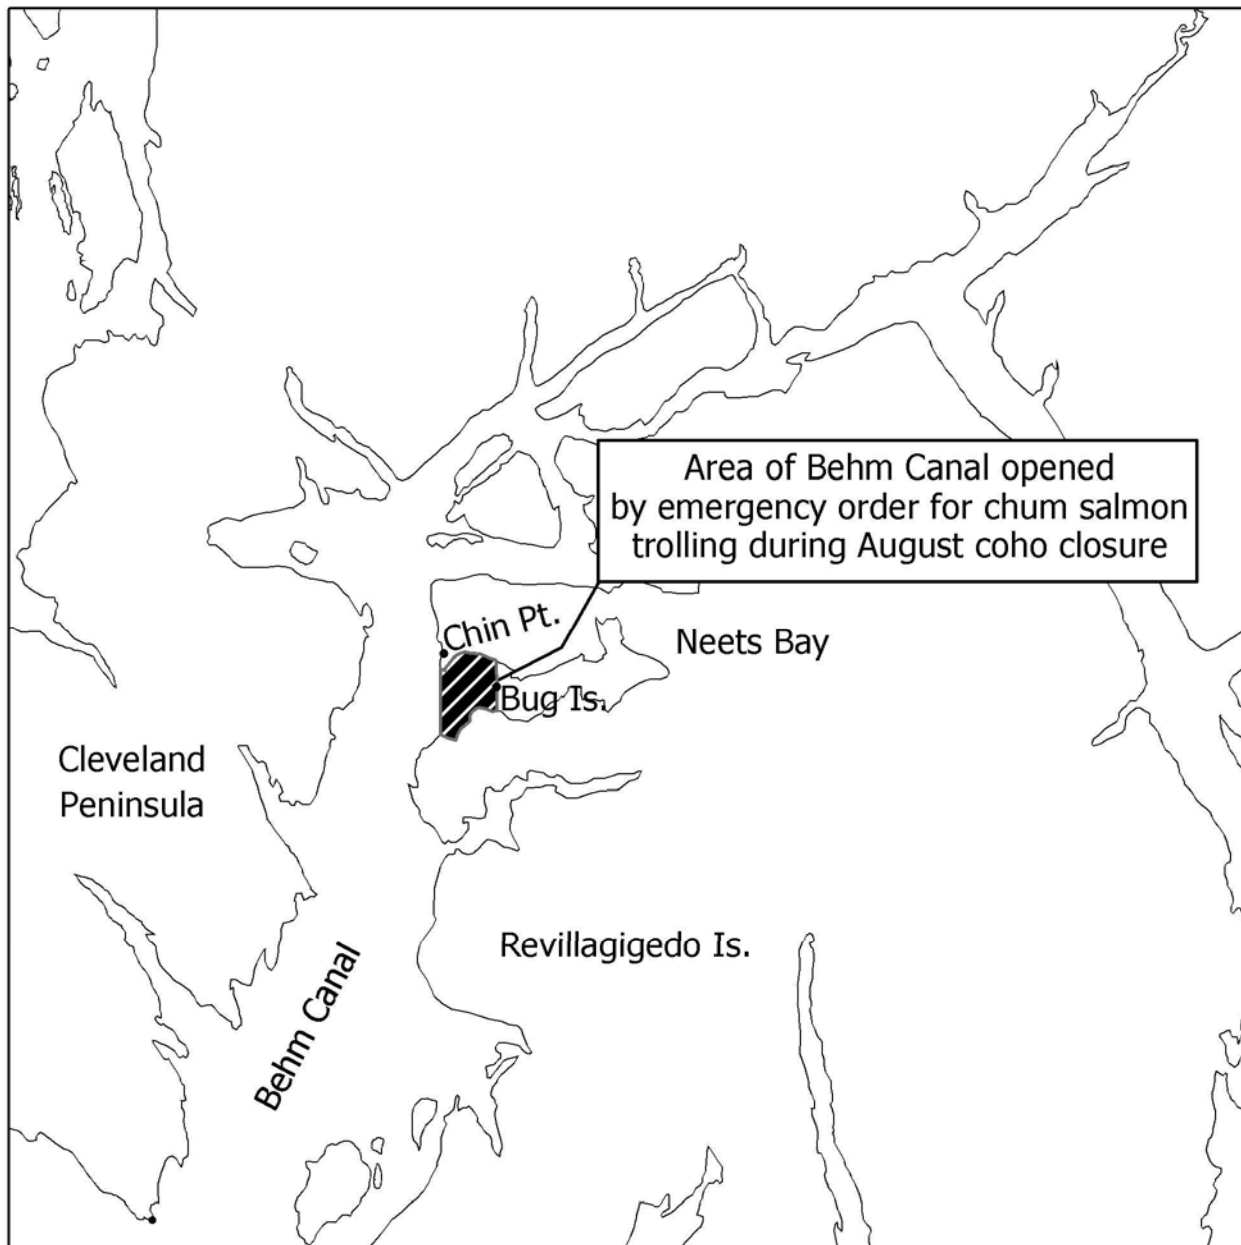 Area of Behm Canal opened
by emergency order for chum salmon
trolling during August coho closure
Chin Pt.
Neets Bay
Bug Is.
Cleveland
Peninsula
Revillagigedo Is.
Behm Canal